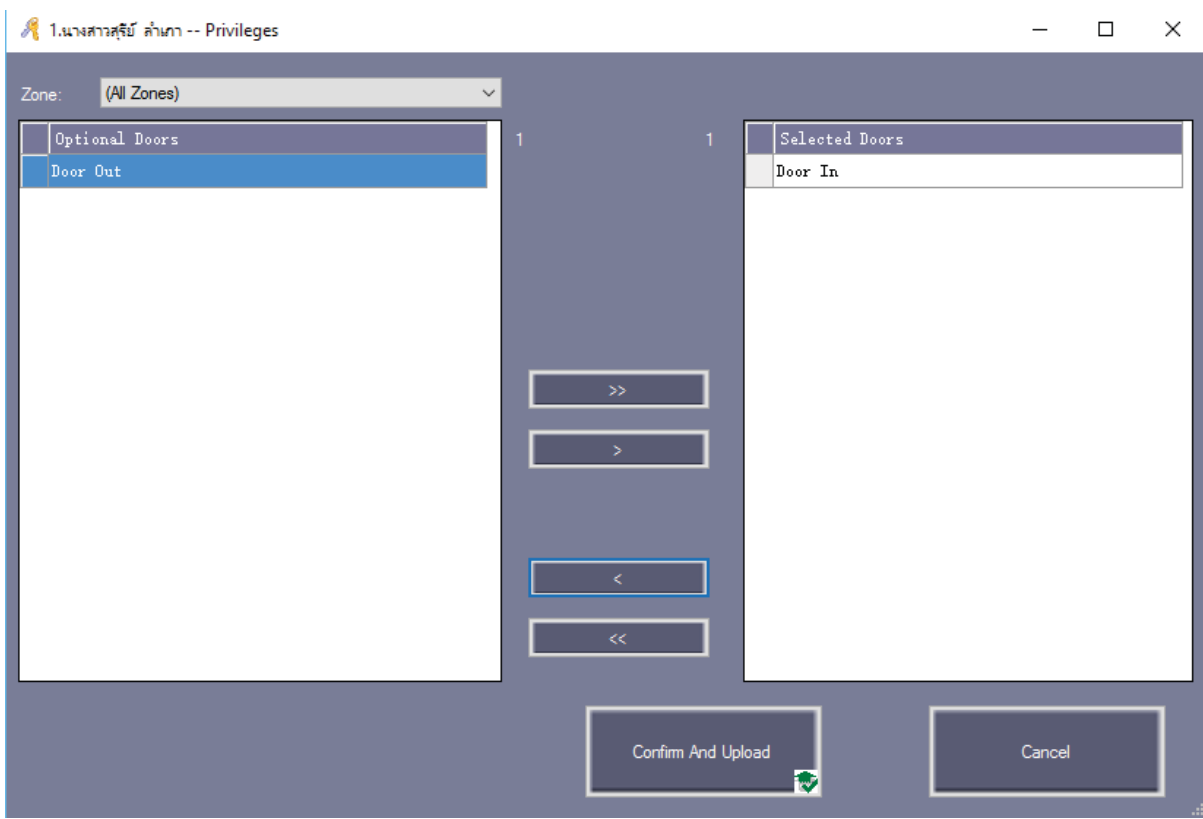 1.นางสาวสุรีย์ ลำเภา -- Privileges
Zone: (All Zones)
Optional Doors 1 1 Selected Doors
Door Out Door In
>>
>
<
<<
Confirm And Upload Cancel